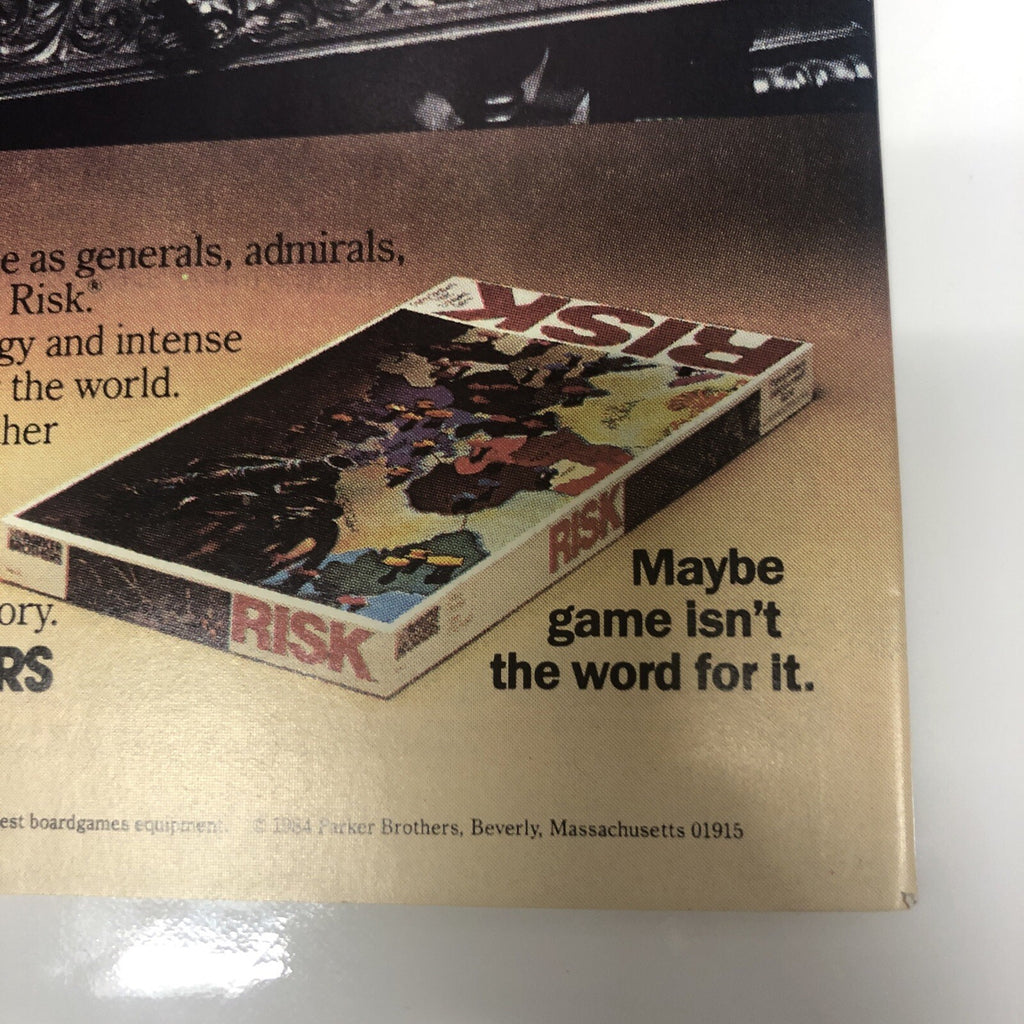 e as generals, admirals,
Risk.®
gy and intense
the world.
her
ory.
RS
RISK
RISK
RISK
Maybe
game isn't
the word for it.
est boardgames equipment. © 1984 Parker Brothers, Beverly, Massachusetts 01915